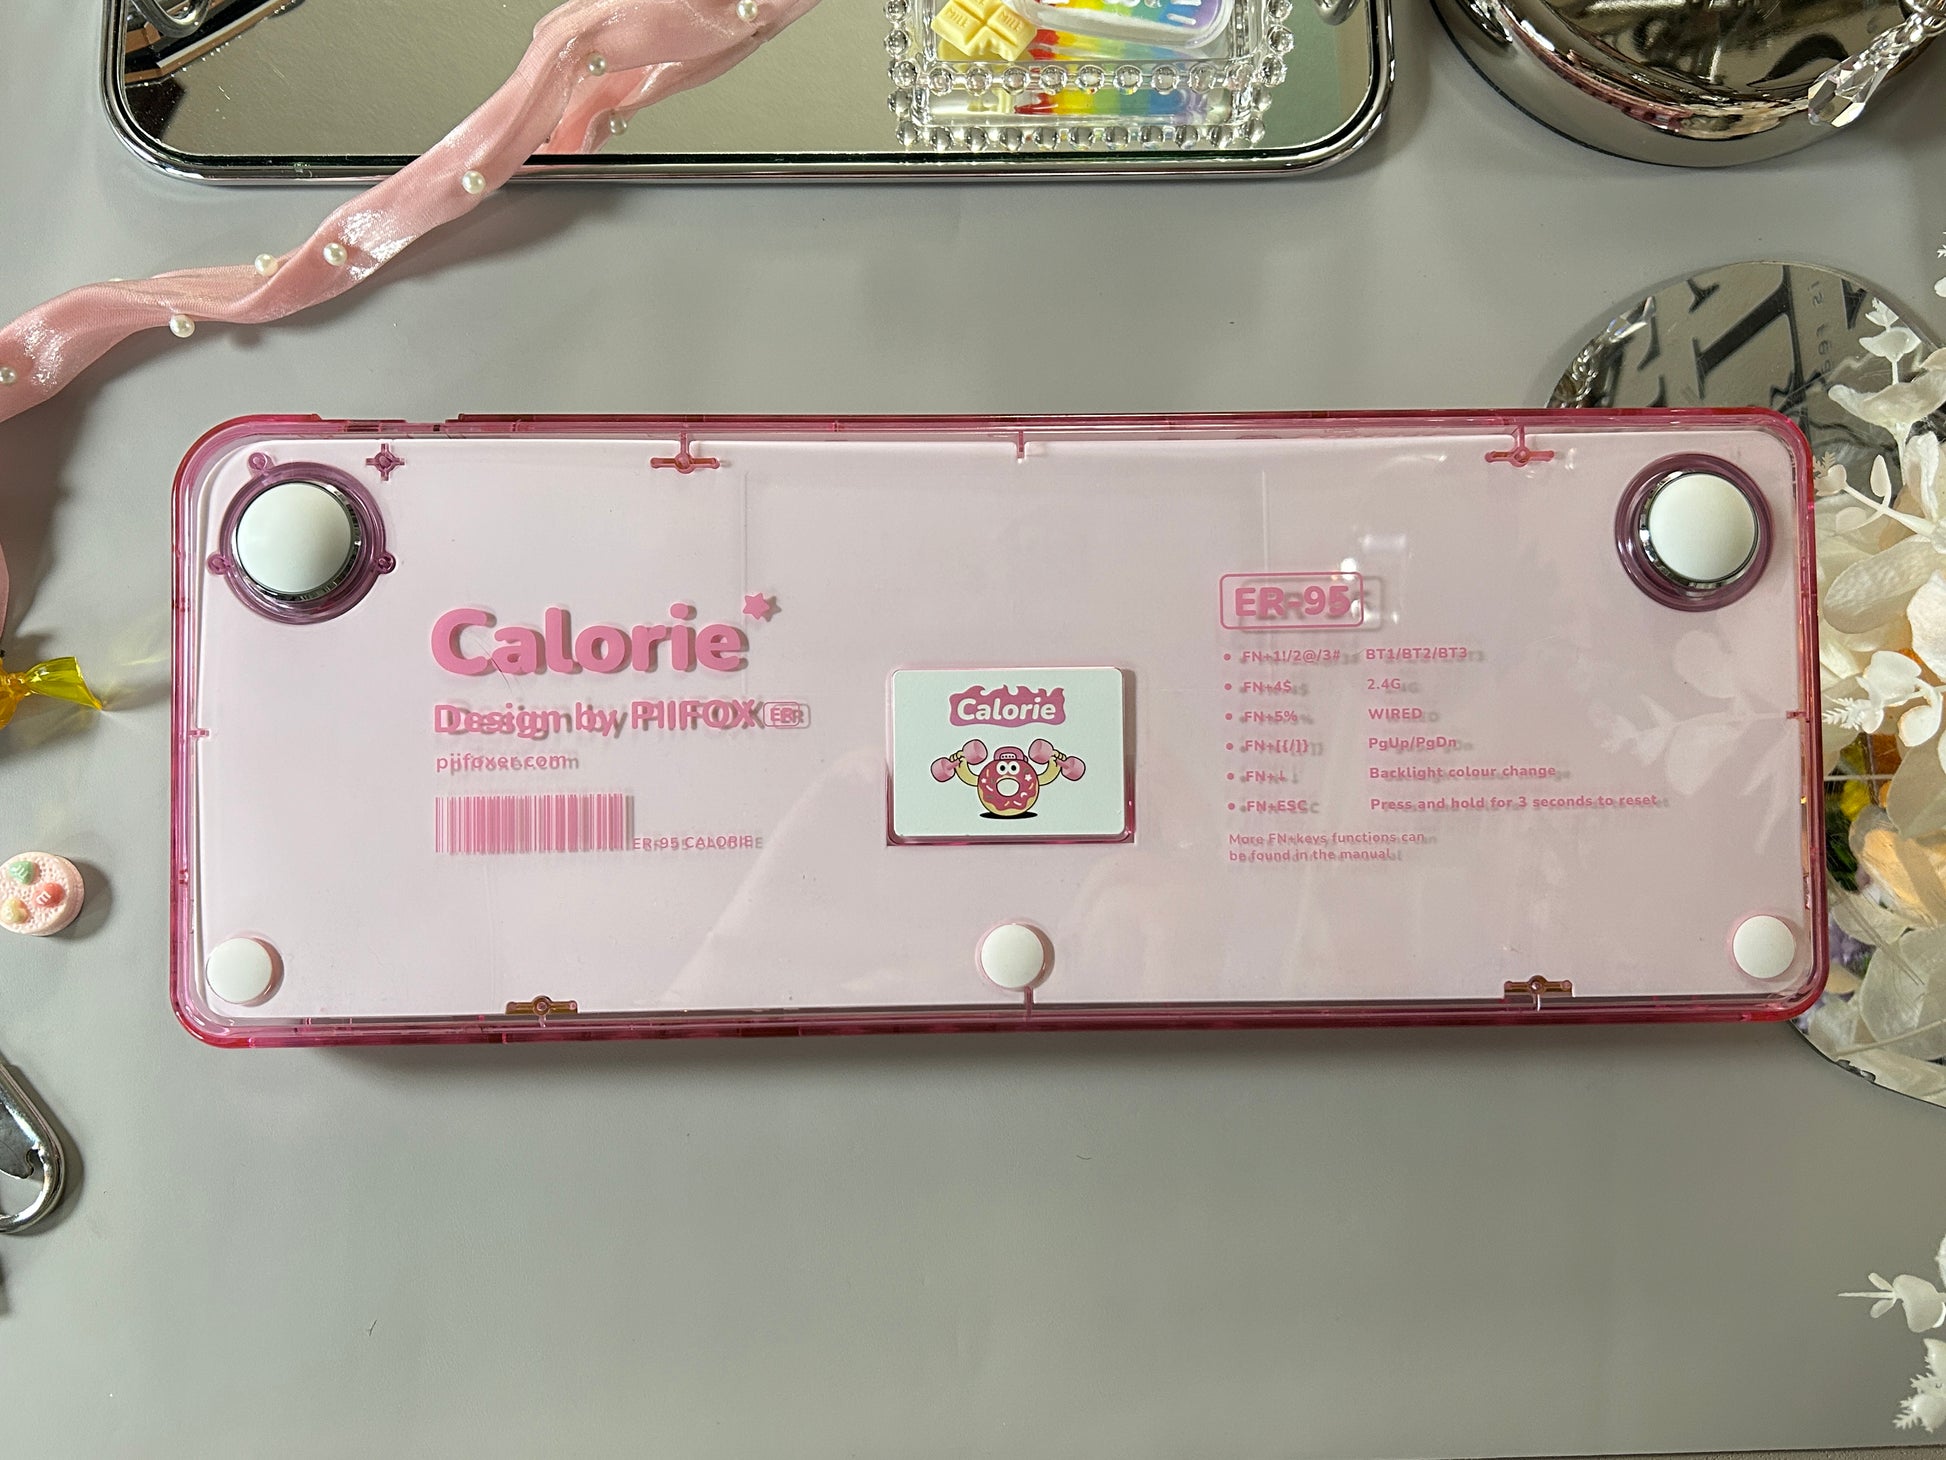 Calorie
Design by PIIFOX ER
piifoxer.com
ER-95 CALORIE
Calorie
ER-95
• FN+1!/2@/3# BT1/BT2/BT3
• FN+4$ 2.4G
• FN+5% WIRED
• FN+[{/]} PgUp/PgDn
• FN+L Backlight colour change
• FN+ESC Press and hold for 3 seconds to reset
More FN+keys functions can
be found in the manual.